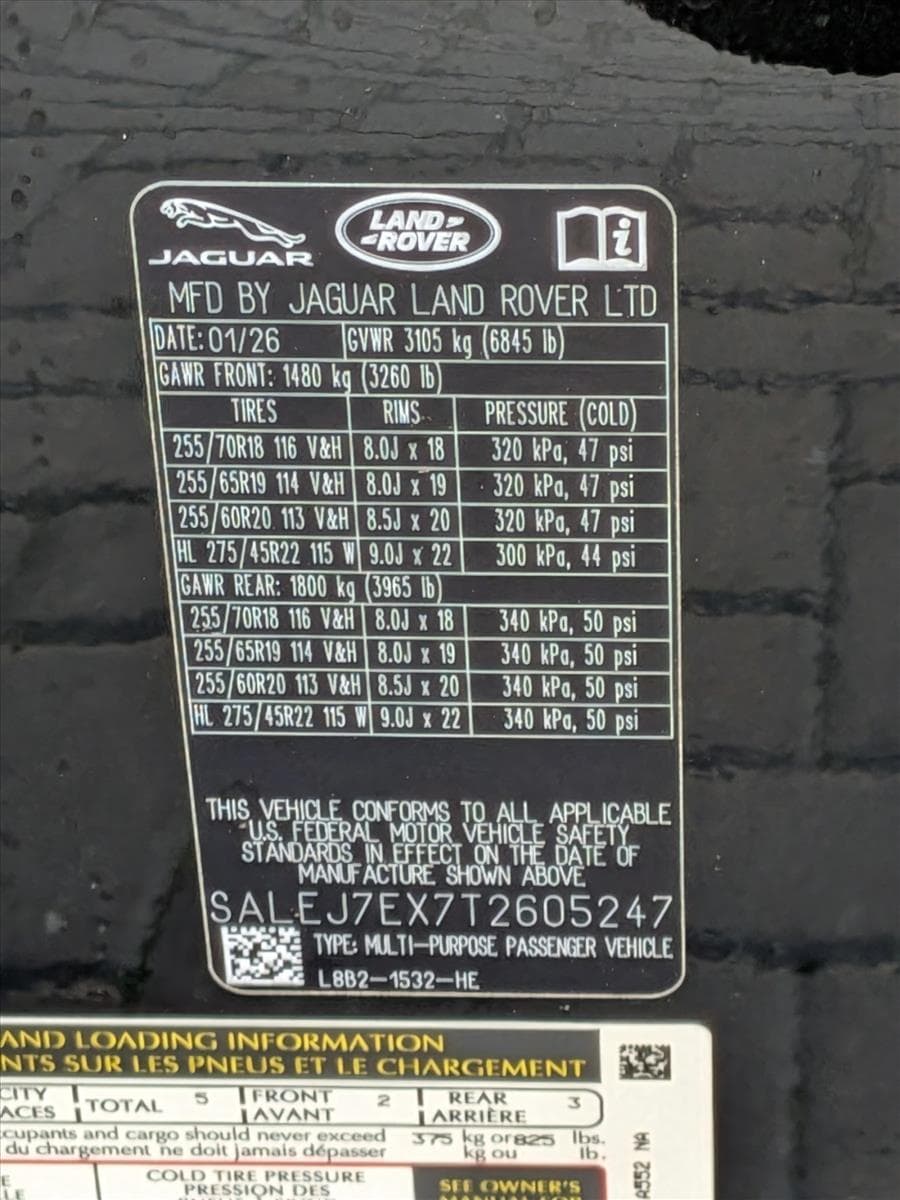 JAGUAR
LAND ROVER
i
MFD BY JAGUAR LAND ROVER LTD
DATE: 01/26 GVWR 3105 kg (6845 lb)
GAWR FRONT: 1480 kg (3260 lb)
TIRES RIMS PRESSURE (COLD)
255/70R18 116 V&H 8.0J x 18 320 kPa, 47 psi
255/65R19 114 V&H 8.0J x 19 320 kPa, 47 psi
255/60R20 113 V&H 8.5J x 20 320 kPa, 47 psi
HL 275/45R22 115 W 9.0J x 22 300 kPa, 44 psi
GAWR REAR: 1800 kg (3965 lb)
255/70R18 116 V&H 8.0J x 18 340 kPa, 50 psi
255/65R19 114 V&H 8.0J x 19 340 kPa, 50 psi
255/60R20 113 V&H 8.5J x 20 340 kPa, 50 psi
HL 275/45R22 115 W 9.0J x 22 340 kPa, 50 psi
THIS VEHICLE CONFORMS TO ALL APPLICABLE
U.S. FEDERAL MOTOR VEHICLE SAFETY
STANDARDS IN EFFECT ON THE DATE OF
MANUFACTURE SHOWN ABOVE
SALEJ7EX7T2605247
TYPE: MULTI-PURPOSE PASSENGER VEHICLE
L8B2-1532-HE
AND LOADING INFORMATION
NTS SUR LES PNEUS ET LE CHARGEMENT
CITY TOTAL 5 FRONT 2 REAR 3
ACES AVANT ARRIÈRE
cupants and cargo should never exceed 375 kg or 825 lbs.
du chargement ne doit jamais dépasser kg ou lb.
COLD TIRE PRESSURE SEE OWNER'S
PRESSION DES
A552 NA